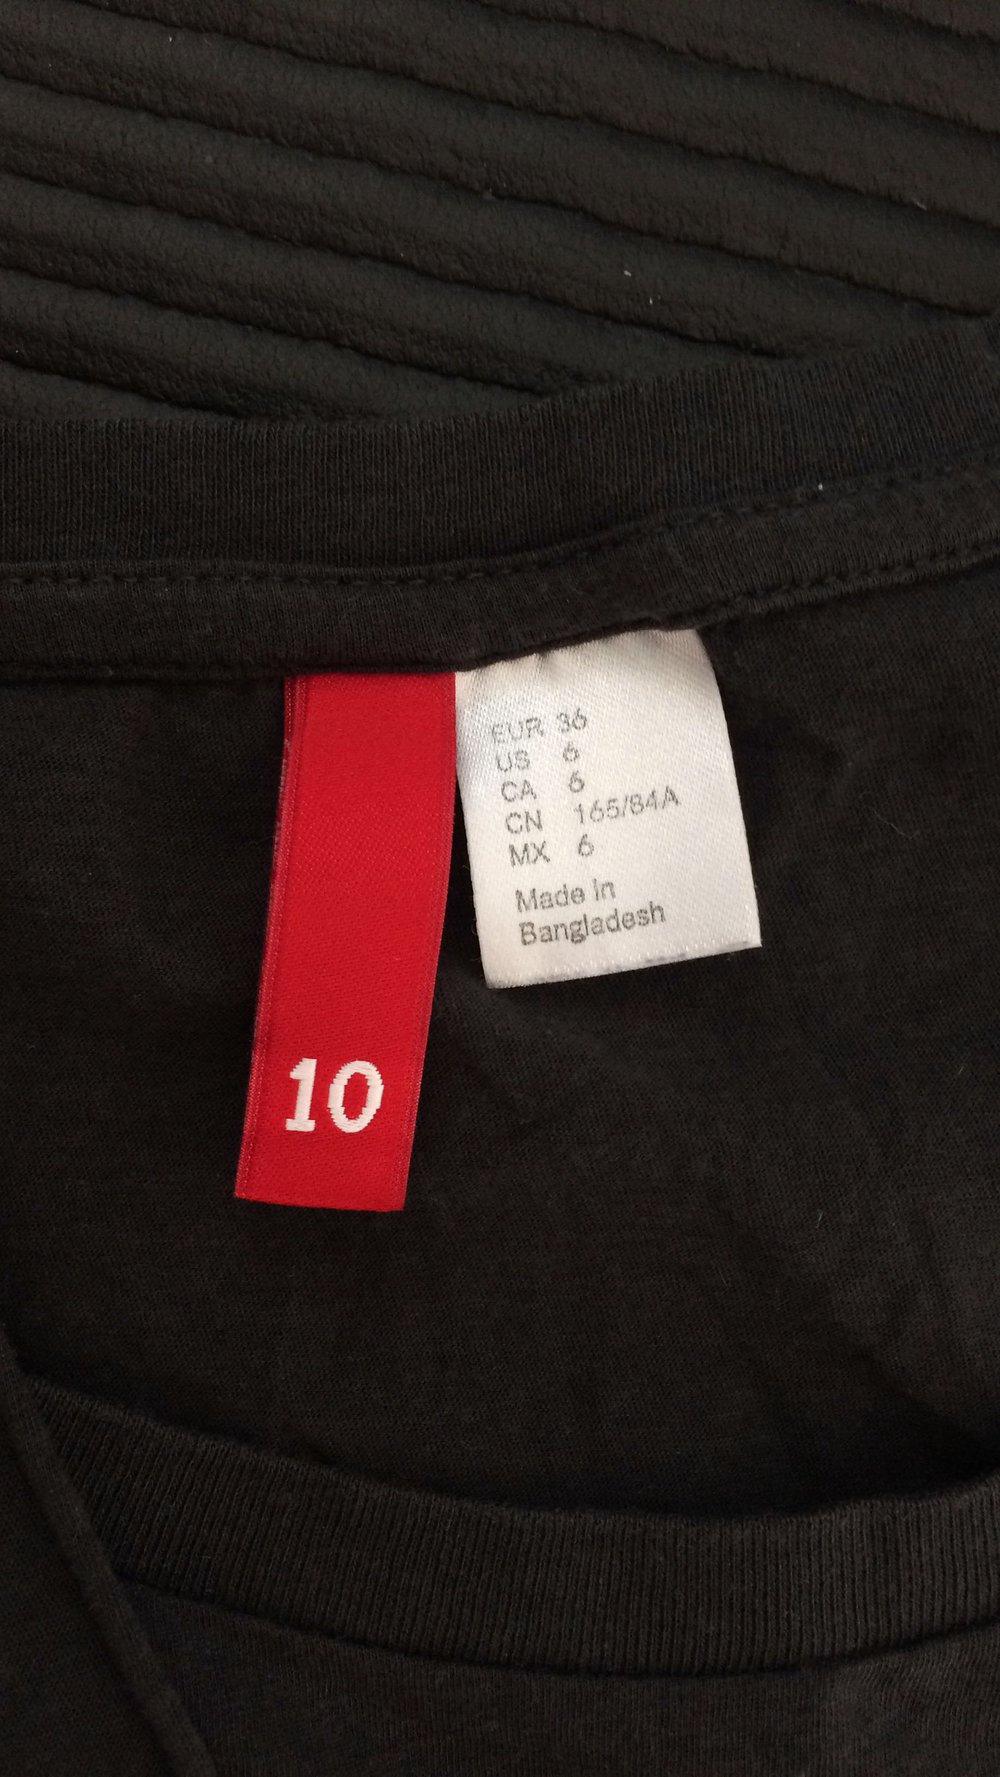 EUR 36
US 6
CA 6
CN 165/84A
MX 6
Made in
Bangladesh
10